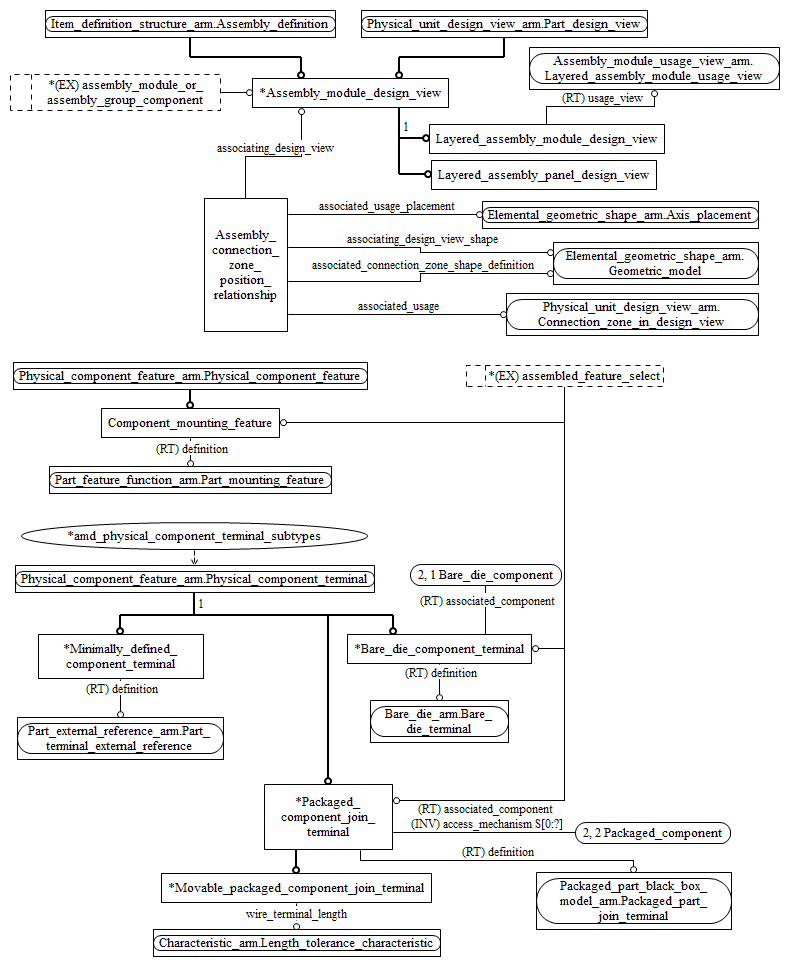 Item_definition_structure_arm.Assembly_definition
Physical_unit_design_view_arm.Part_design_view
Assembly_module_usage_view_arm.
Layered_assembly_module_usage_view
*(EX) assembly_module_or_
assembly_group_component
*Assembly_module_design_view
(RT) usage_view
1
Layered_assembly_module_design_view
associating_design_view
Layered_assembly_panel_design_view
Assembly_
connection_
zone_
position_
relationship
associated_usage_placement
Elemental_geometric_shape_arm.Axis_placement
associating_design_view_shape
Elemental_geometric_shape_arm.
Geometric_model
associated_connection_zone_shape_definition
associated_usage
Physical_unit_design_view_arm.
Connection_zone_in_design_view
Physical_component_feature_arm.Physical_component_feature
*(EX) assembled_feature_select
Component_mounting_feature
(RT) definition
Part_feature_function_arm.Part_mounting_feature
*amd_physical_component_terminal_subtypes
Physical_component_feature_arm.Physical_component_terminal
2, 1 Bare_die_component
1
(RT) associated_component
*Minimally_defined_
component_terminal
*Bare_die_component_terminal
(RT) definition
(RT) definition
Part_external_reference_arm.Part_
terminal_external_reference
Bare_die_arm.Bare_
die_terminal
*Packaged_
component_join_
terminal
(RT) associated_component
(INV) access_mechanism S[0:?]
2, 2 Packaged_component
(RT) definition
*Movable_packaged_component_join_terminal
Packaged_part_black_box_
model_arm.Packaged_part_
join_terminal
wire_terminal_length
Characteristic_arm.Length_tolerance_characteristic